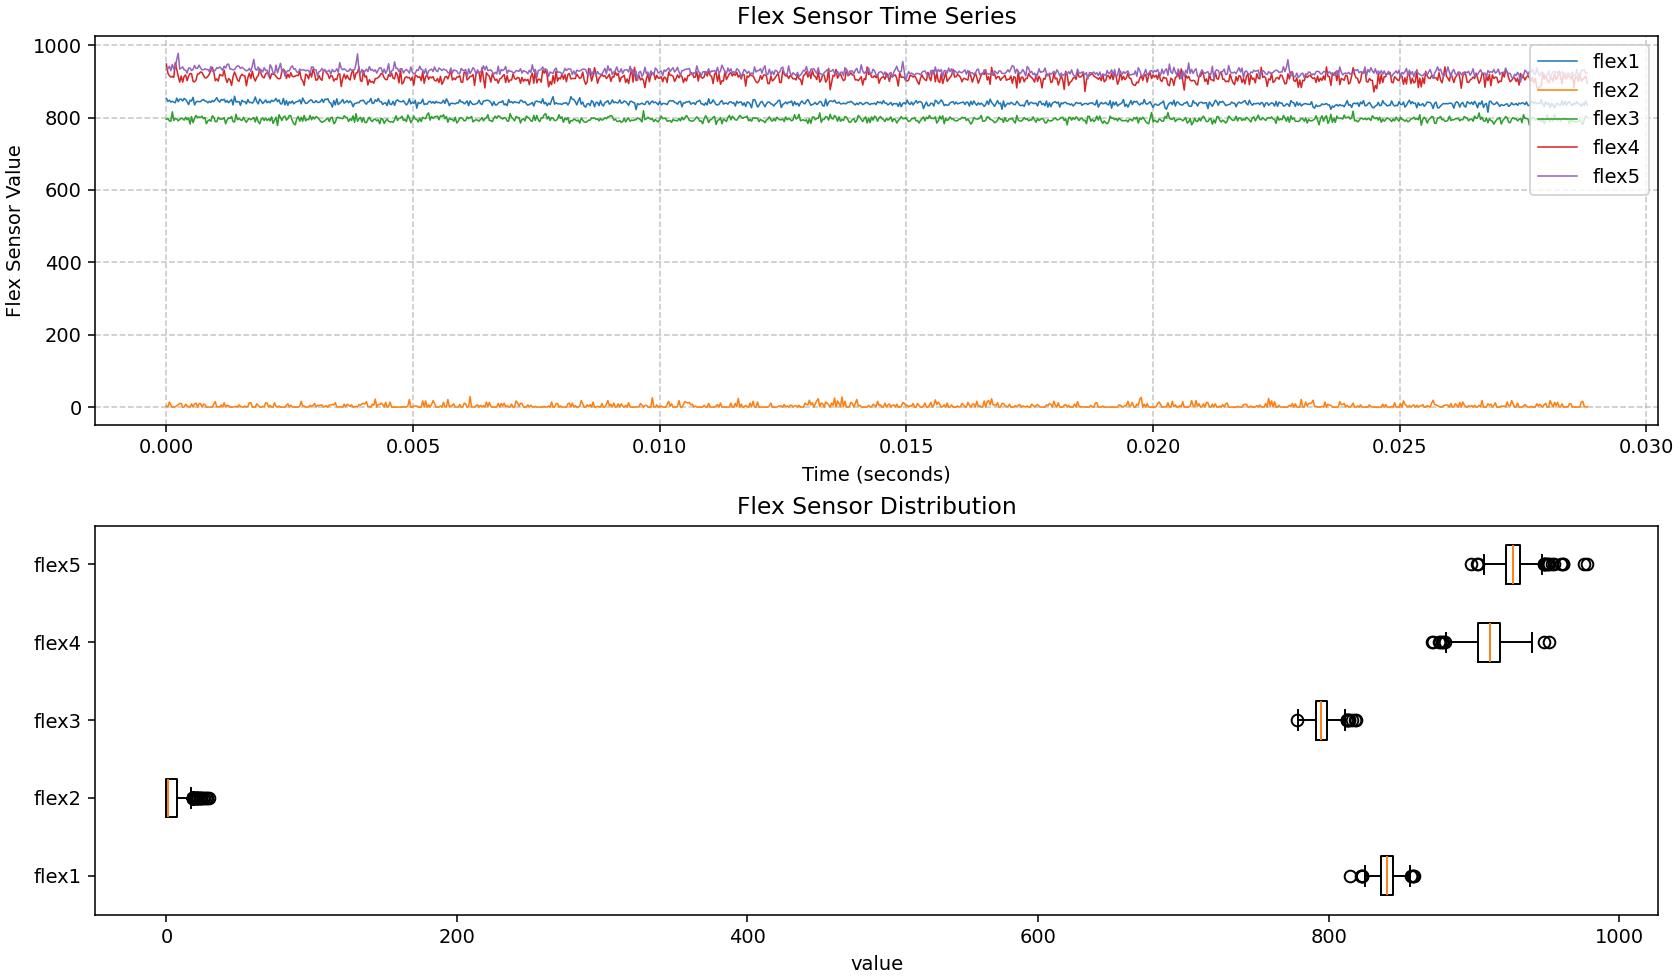 Flex Sensor Time Series
1000
800
600
400
200
0
Flex Sensor Value
flex1
flex2
flex3
flex4
flex5
0.000 0.005 0.010 0.015 0.020 0.025 0.030
Time (seconds)
Flex Sensor Distribution
flex5
flex4
flex3
flex2
flex1
0 200 400 600 800 1000
value